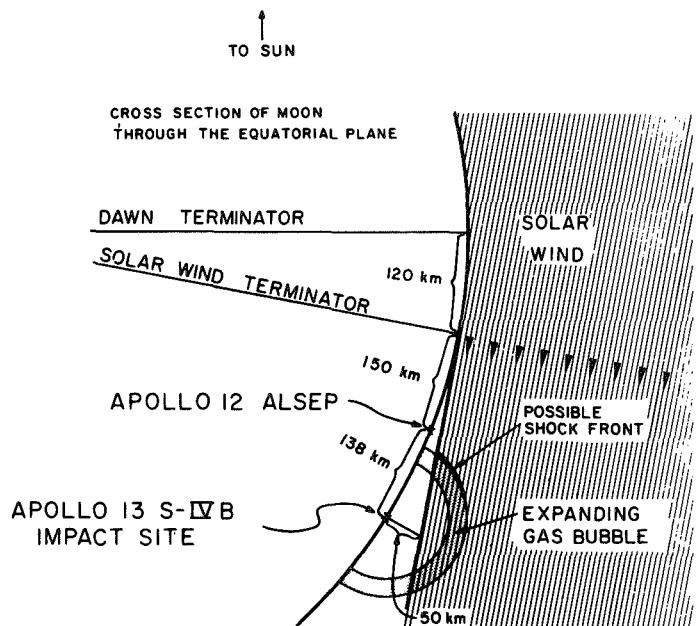 TO SUN
CROSS SECTION OF MOON
THROUGH THE EQUATORIAL PLANE
DAWN TERMINATOR
SOLAR
WIND
SOLAR WIND TERMINATOR
120 km
150 km
APOLLO 12 ALSEP
POSSIBLE
SHOCK FRONT
138 km
APOLLO 13 S-IVB
IMPACT SITE
EXPANDING
GAS BUBBLE
50 km